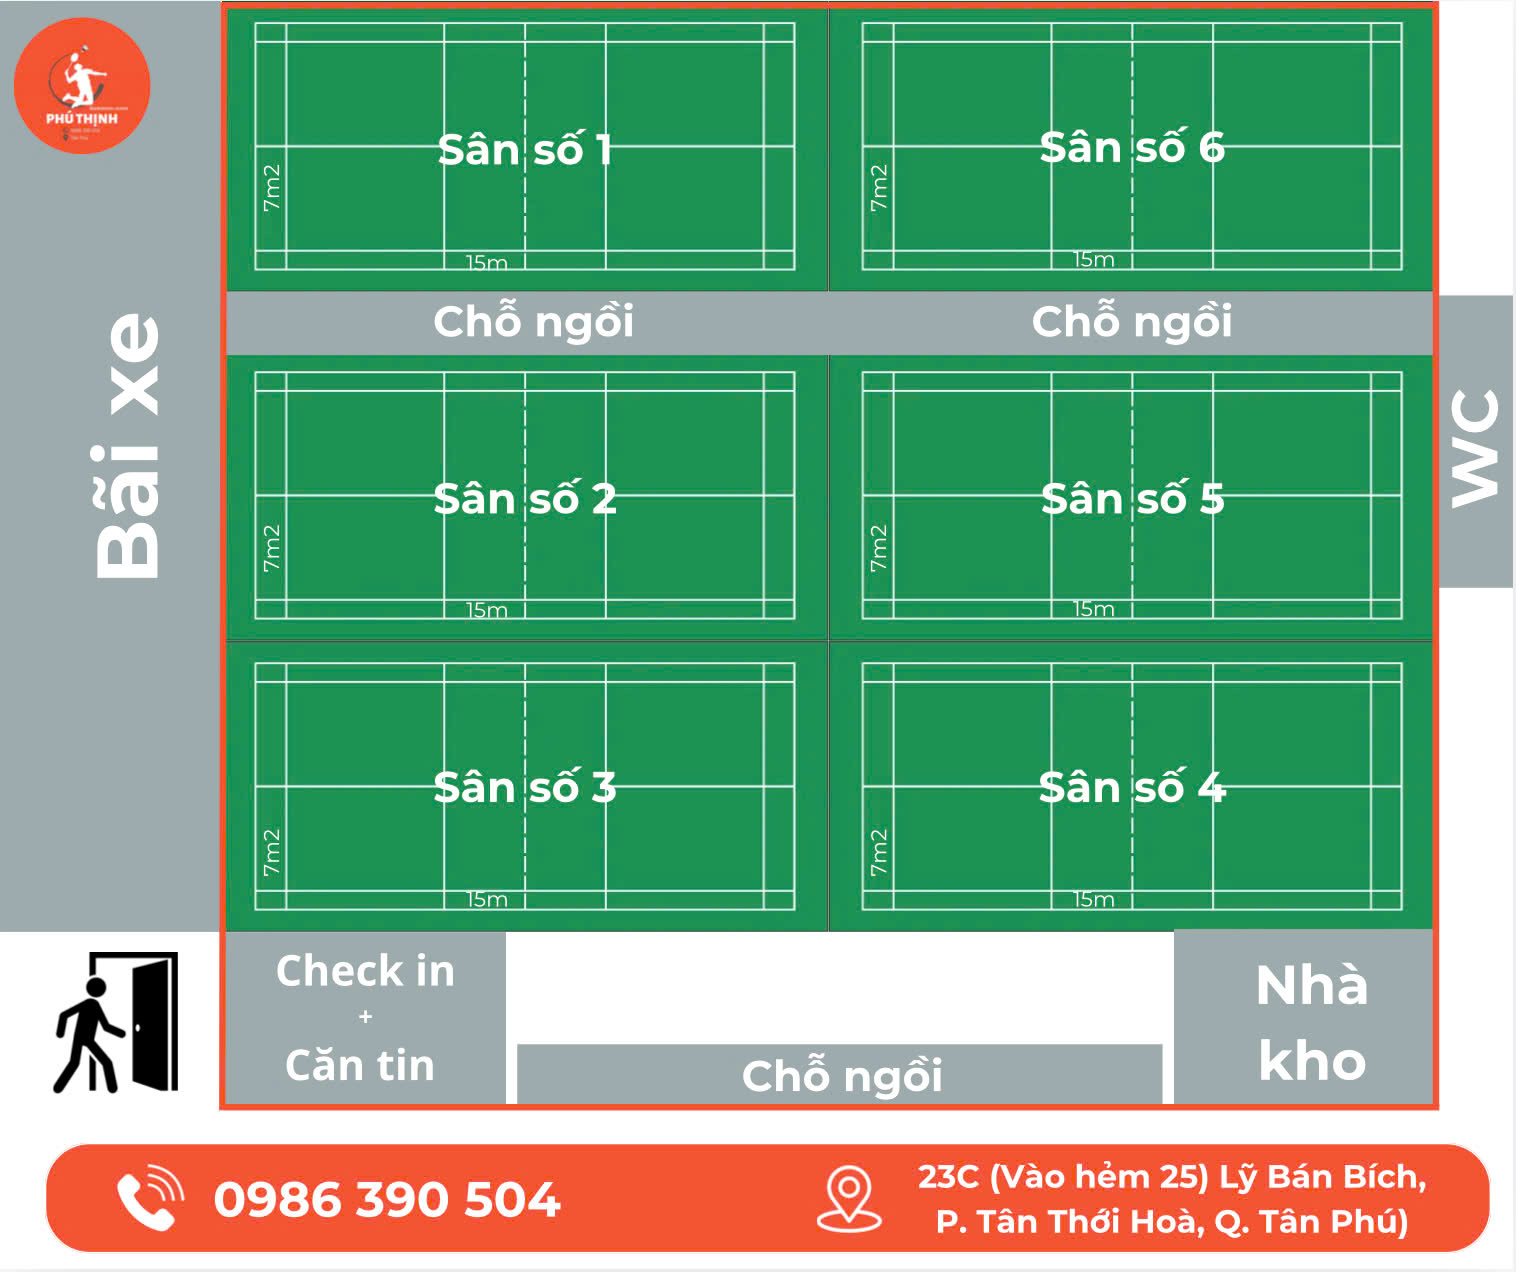 PHÚ THỊNH
Sân số 1
7m2
15m
Sân số 6
7m2
15m
Chỗ ngồi
Chỗ ngồi
Bãi xe
WC
Sân số 2
7m2
15m
Sân số 5
7m2
15m
Sân số 3
7m2
15m
Sân số 4
7m2
15m
Check in
+
Căn tin
Chỗ ngồi
Nhà
kho
0986 390 504
23C (Vào hẻm 25) Lỹ Bán Bích,
P. Tân Thới Hoà, Q. Tân Phú)